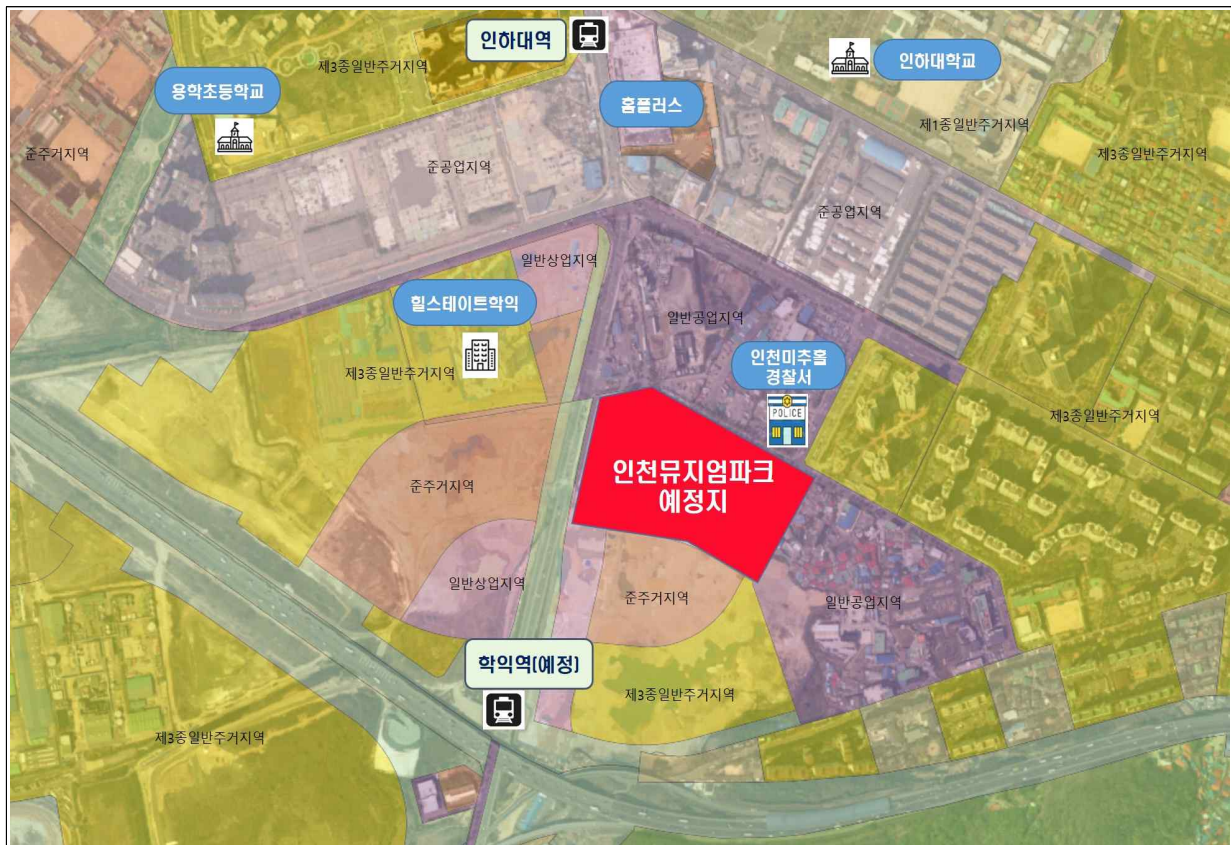 인하대역
인하대학교
제3종일반주거지역
용학초등학교
홈플러스
제1종일반주거지역
준주거지역
제3종일반주거지역
준공업지역
준공업지역
일반상업지역
힐스테이트학익
일반공업지역
인천미추홀
경찰서
제3종일반주거지역
POLICE
제3종일반주거지역
인천뮤지엄파크
예정지
준주거지역
일반상업지역
준주거지역
일반공업지역
학익역(예정)
제3종일반주거지역
제3종일반주거지역